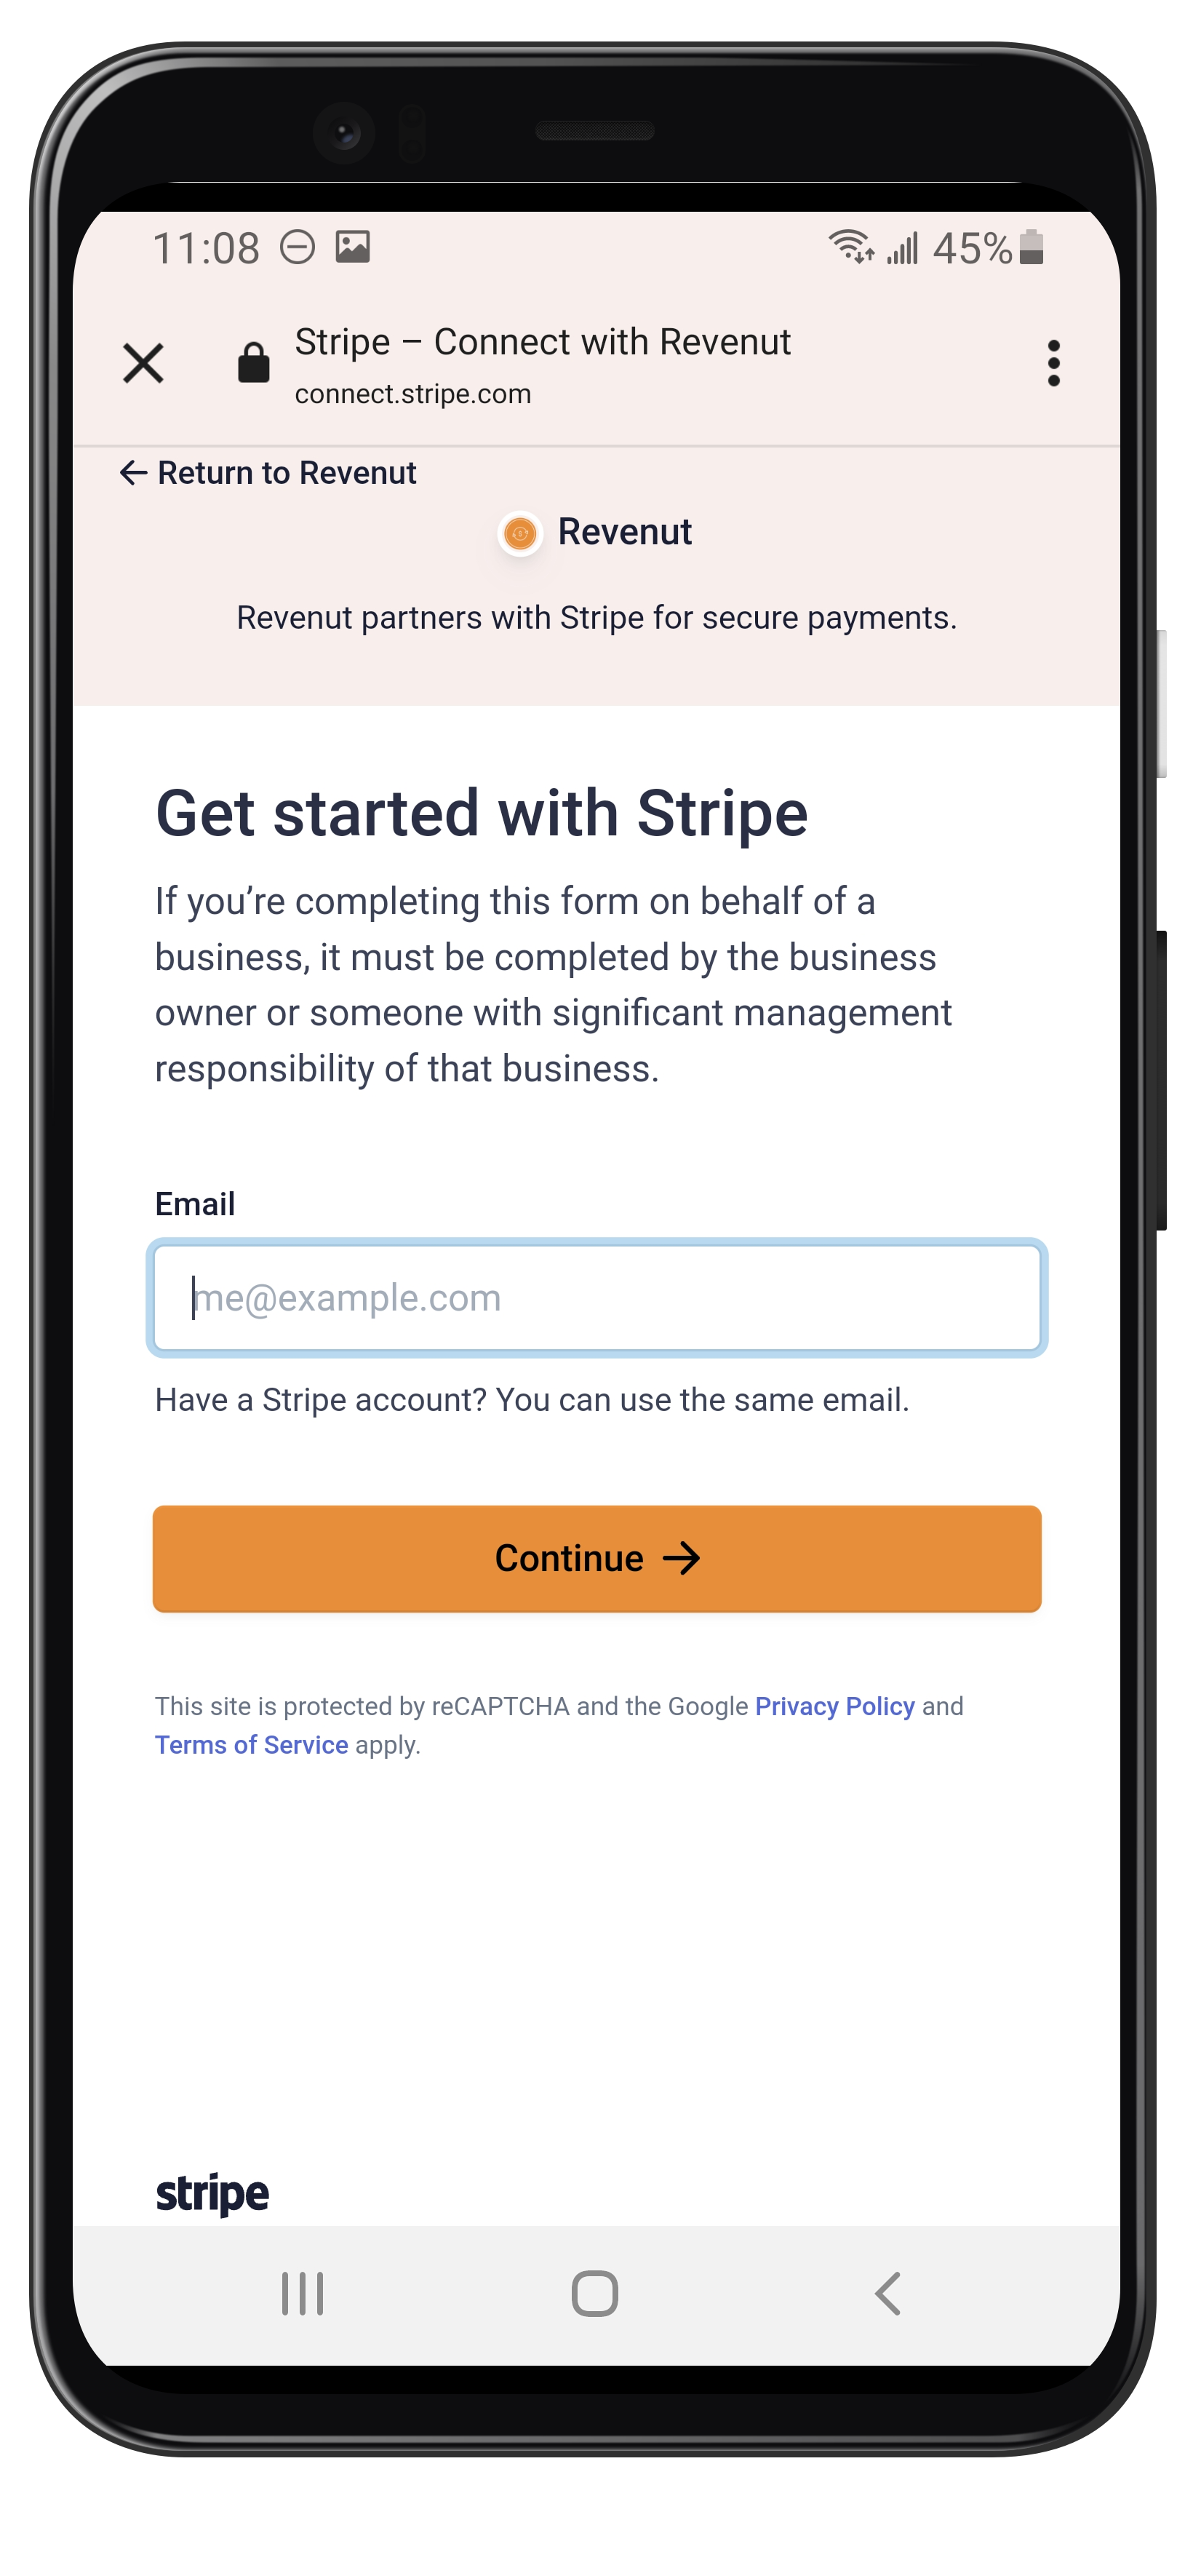 11:08
45%
Stripe – Connect with Revenut
connect.stripe.com
Return to Revenut
Revenut
Revenut partners with Stripe for secure payments.
Get started with Stripe
If you’re completing this form on behalf of a
business, it must be completed by the business
owner or someone with significant management
responsibility of that business.
Email
me@example.com
Have a Stripe account? You can use the same email.
Continue
This site is protected by reCAPTCHA and the Google Privacy Policy and
Terms of Service apply.
stripe